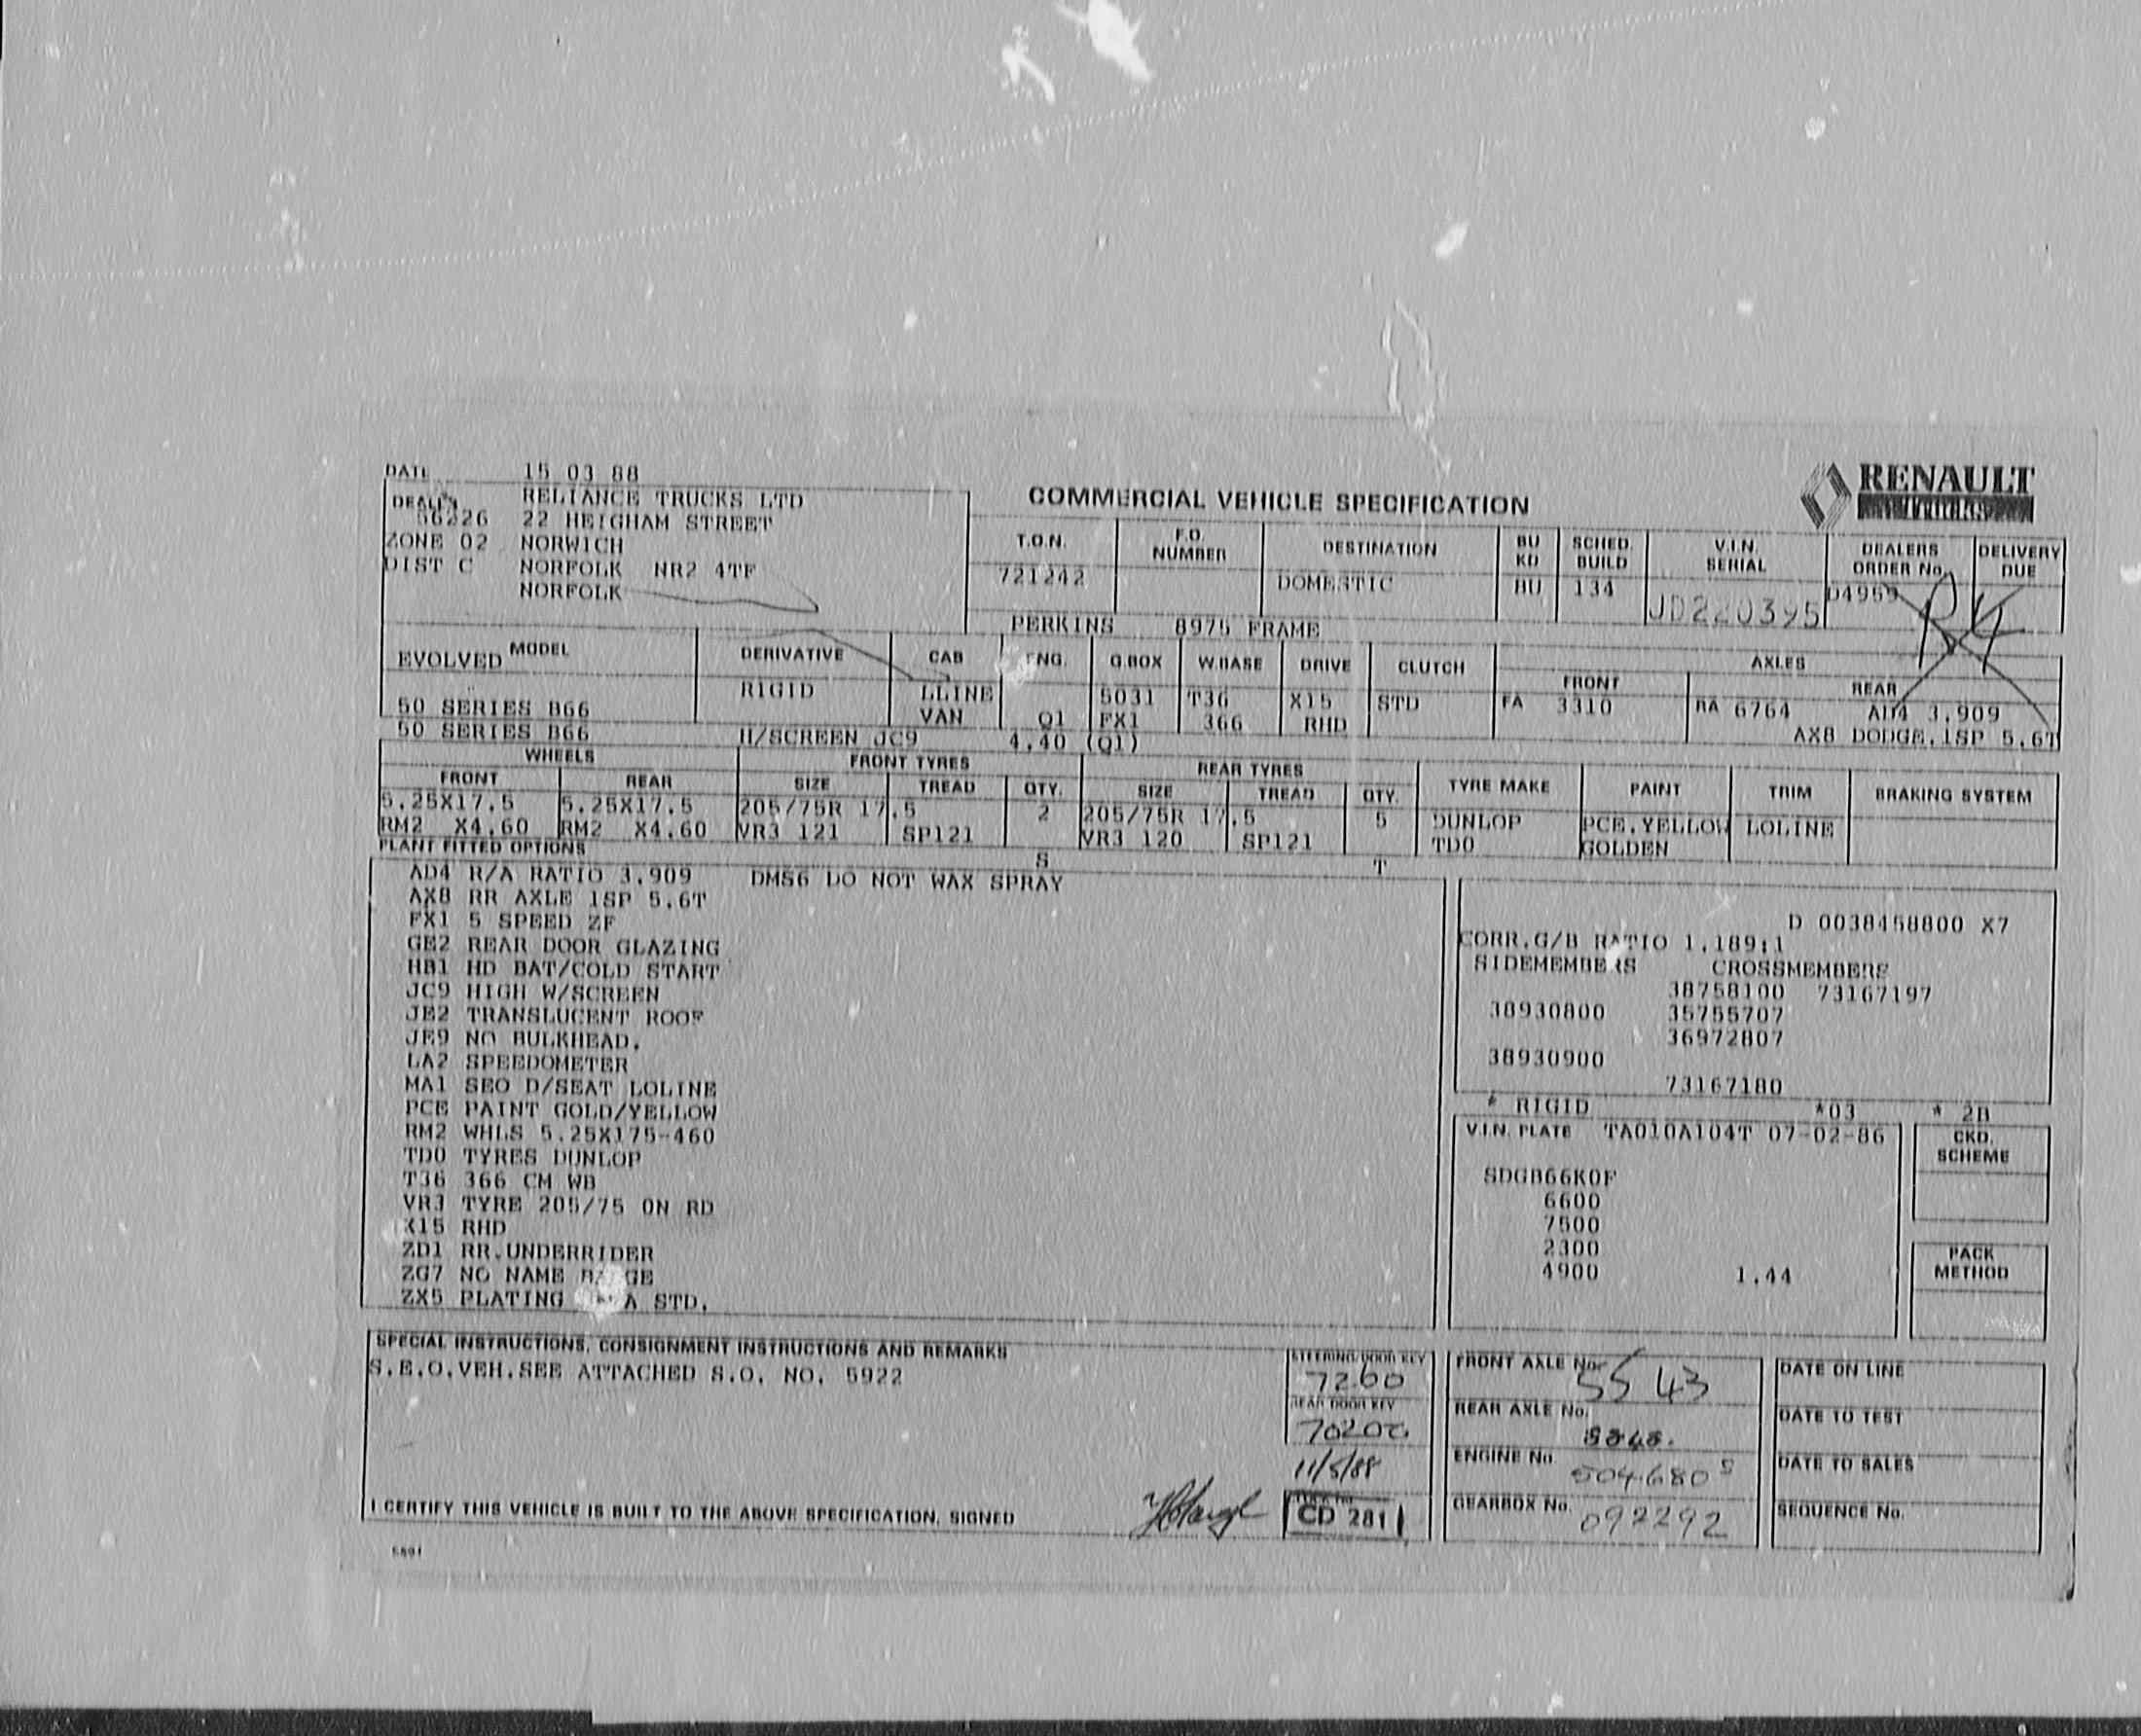 DATE 15 03 88
DEALER RELIANCE TRUCKS LTD
56226 22 HEIGHAM STREET
ZONE 02 NORWICH
DIST C NORFOLK NR2 4TF
NORFOLK
COMMERCIAL VEHICLE SPECIFICATION
RENAULT
TRUCKS
T.O.N. F.O. NUMBER DESTINATION BU KD SCHED. BUILD V.I.N. SERIAL DEALERS ORDER No. DELIVERY DUE
721242 DOMESTIC BU 134 JD220395 D4969
PERKINS 8975 FRAME
MODEL DERIVATIVE CAB ENG. G.BOX W.BASE DRIVE CLUTCH AXLES
EVOLVED FRONT REAR
RIGID LLINE 5031 T36 X15 STD FA 3310 RA 6764 AD4 3.909
50 SERIES B66 VAN Q1 FX1 366 RHD
50 SERIES B66 H/SCREEN JC9 4.40 (Q1) AX8 DODGE.1SP 5.6T
WHEELS FRONT TYRES REAR TYRES
FRONT REAR SIZE TREAD QTY. SIZE TREAD QTY. TYRE MAKE PAINT TRIM BRAKING SYSTEM
5.25X17.5 5.25X17.5 205/75R 17.5 2 205/75R 17.5 5 DUNLOP PCE.YELLOW LOLINE
RM2 X4.60 RM2 X4.60 VR3 121 SP121 VR3 120 SP121 TD0 GOLDEN
PLANT FITTED OPTIONS S T
AD4 R/A RATIO 3.909 DM56 DO NOT WAX SPRAY
AX8 RR AXLE 1SP 5.6T
FX1 5 SPEED ZF
GE2 REAR DOOR GLAZING
HB1 HD BAT/COLD START
JC9 HIGH W/SCREEN
JE2 TRANSLUCENT ROOF
JE9 NO BULKHEAD.
LA2 SPEEDOMETER
MA1 SEO D/SEAT LOLINE
PCE PAINT GOLD/YELLOW
RM2 WHLS 5.25X175-460
TD0 TYRES DUNLOP
T36 366 CM WB
VR3 TYRE 205/75 ON RD
X15 RHD
ZD1 RR.UNDERRIDER
ZG7 NO NAME BADGE
ZX5 PLATING STD.
D 0038458800 X7
CORR.G/B RATIO 1.189:1
SIDEMEMBERS CROSSMEMBERS
38758100 73167197
38930800 35755707
36972807
38930900
73167180
* RIGID *03 * 2B
V.I.N. PLATE TA010A104T 07-02-86
SDGB66K0F
6600
7500
2300
4900 1.44
CKD. SCHEME
PACK METHOD
SPECIAL INSTRUCTIONS, CONSIGNMENT INSTRUCTIONS AND REMARKS
S.E.O.VEH.SEE ATTACHED S.O. NO. 5922
STEERING/DOOR KEY
7260
REAR DOOR KEY
11/5/88
CD 281
FRONT AXLE No. 5543
REAR AXLE No.
ENGINE No. 504680
GEARBOX No. 092292
DATE ON LINE
DATE TO TEST
DATE TO SALES
SEQUENCE No.
I CERTIFY THIS VEHICLE IS BUILT TO THE ABOVE SPECIFICATION, SIGNED